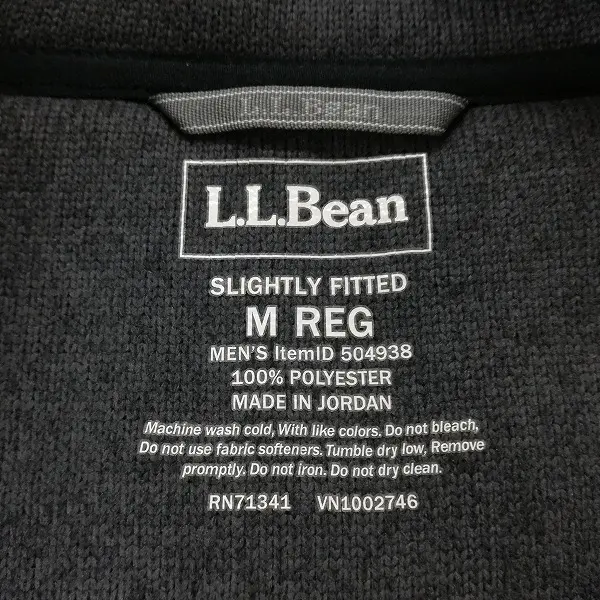 L.L.Bean
L.L.Bean
SLIGHTLY FITTED
M REG
MEN'S ItemID 504938
100% POLYESTER
MADE IN JORDAN
Machine wash cold, With like colors. Do not bleach,
Do not use fabric softeners. Tumble dry low, Remove
promptly. Do not iron. Do not dry clean.
RN71341 VN1002746